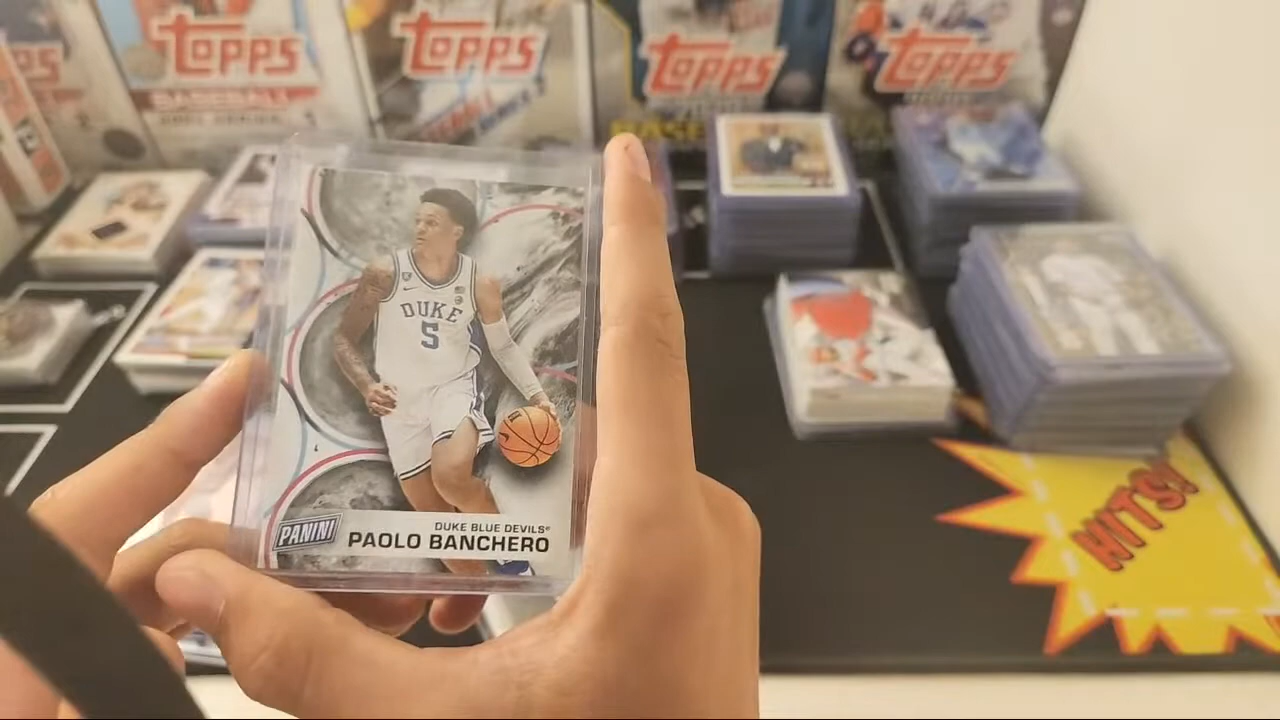 TOPPS
TOPPS
TOPPS
TOPPS
BASEBALL
DUKE
5
PANINI
DUKE BLUE DEVILS®
PAOLO BANCHERO
HITS!